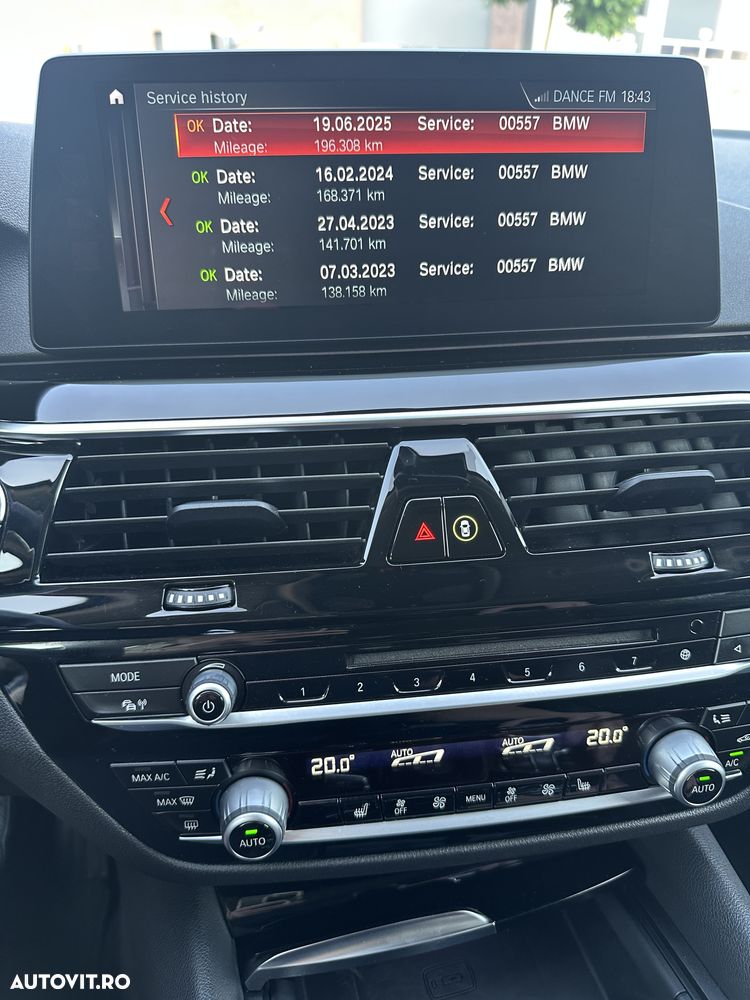 Service history
DANCE FM 18:43
OK Date: 19.06.2025 Service: 00557 BMW
Mileage: 196.308 km
OK Date: 16.02.2024 Service: 00557 BMW
Mileage: 168.371 km
OK Date: 27.04.2023 Service: 00557 BMW
Mileage: 141.701 km
OK Date: 07.03.2023 Service: 00557 BMW
Mileage: 138.158 km
MODE
1 2 3 4 5 6 7
20.0° AUTO AUTO 20.0°
MAX A/C
A/C
MAX
OFF MENU OFF
AUTO AUTO
AUTOVIT.RO